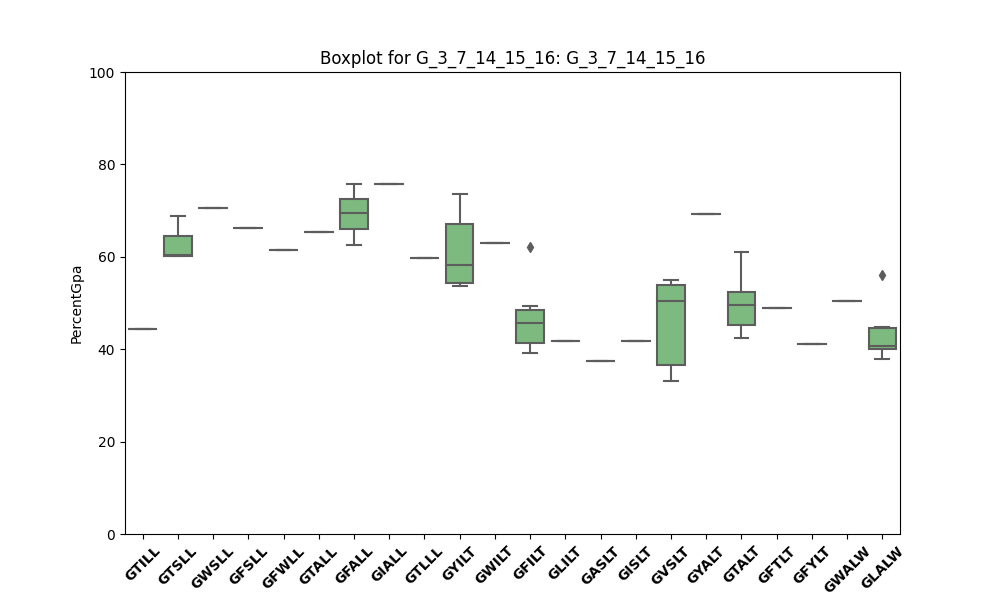 Boxplot for G_3_7_14_15_16: G_3_7_14_15_16
PercentGpa
100
80
60
40
20
0
GTILL
GTSLL
GWSLL
GFSLL
GFWLL
GTALL
GFALL
GIALL
GTLLL
GYILT
GWILT
GFILT
GLILT
GASLT
GISLT
GVSLT
GYALT
GTALT
GFTLT
GFYLT
GWALW
GLALW